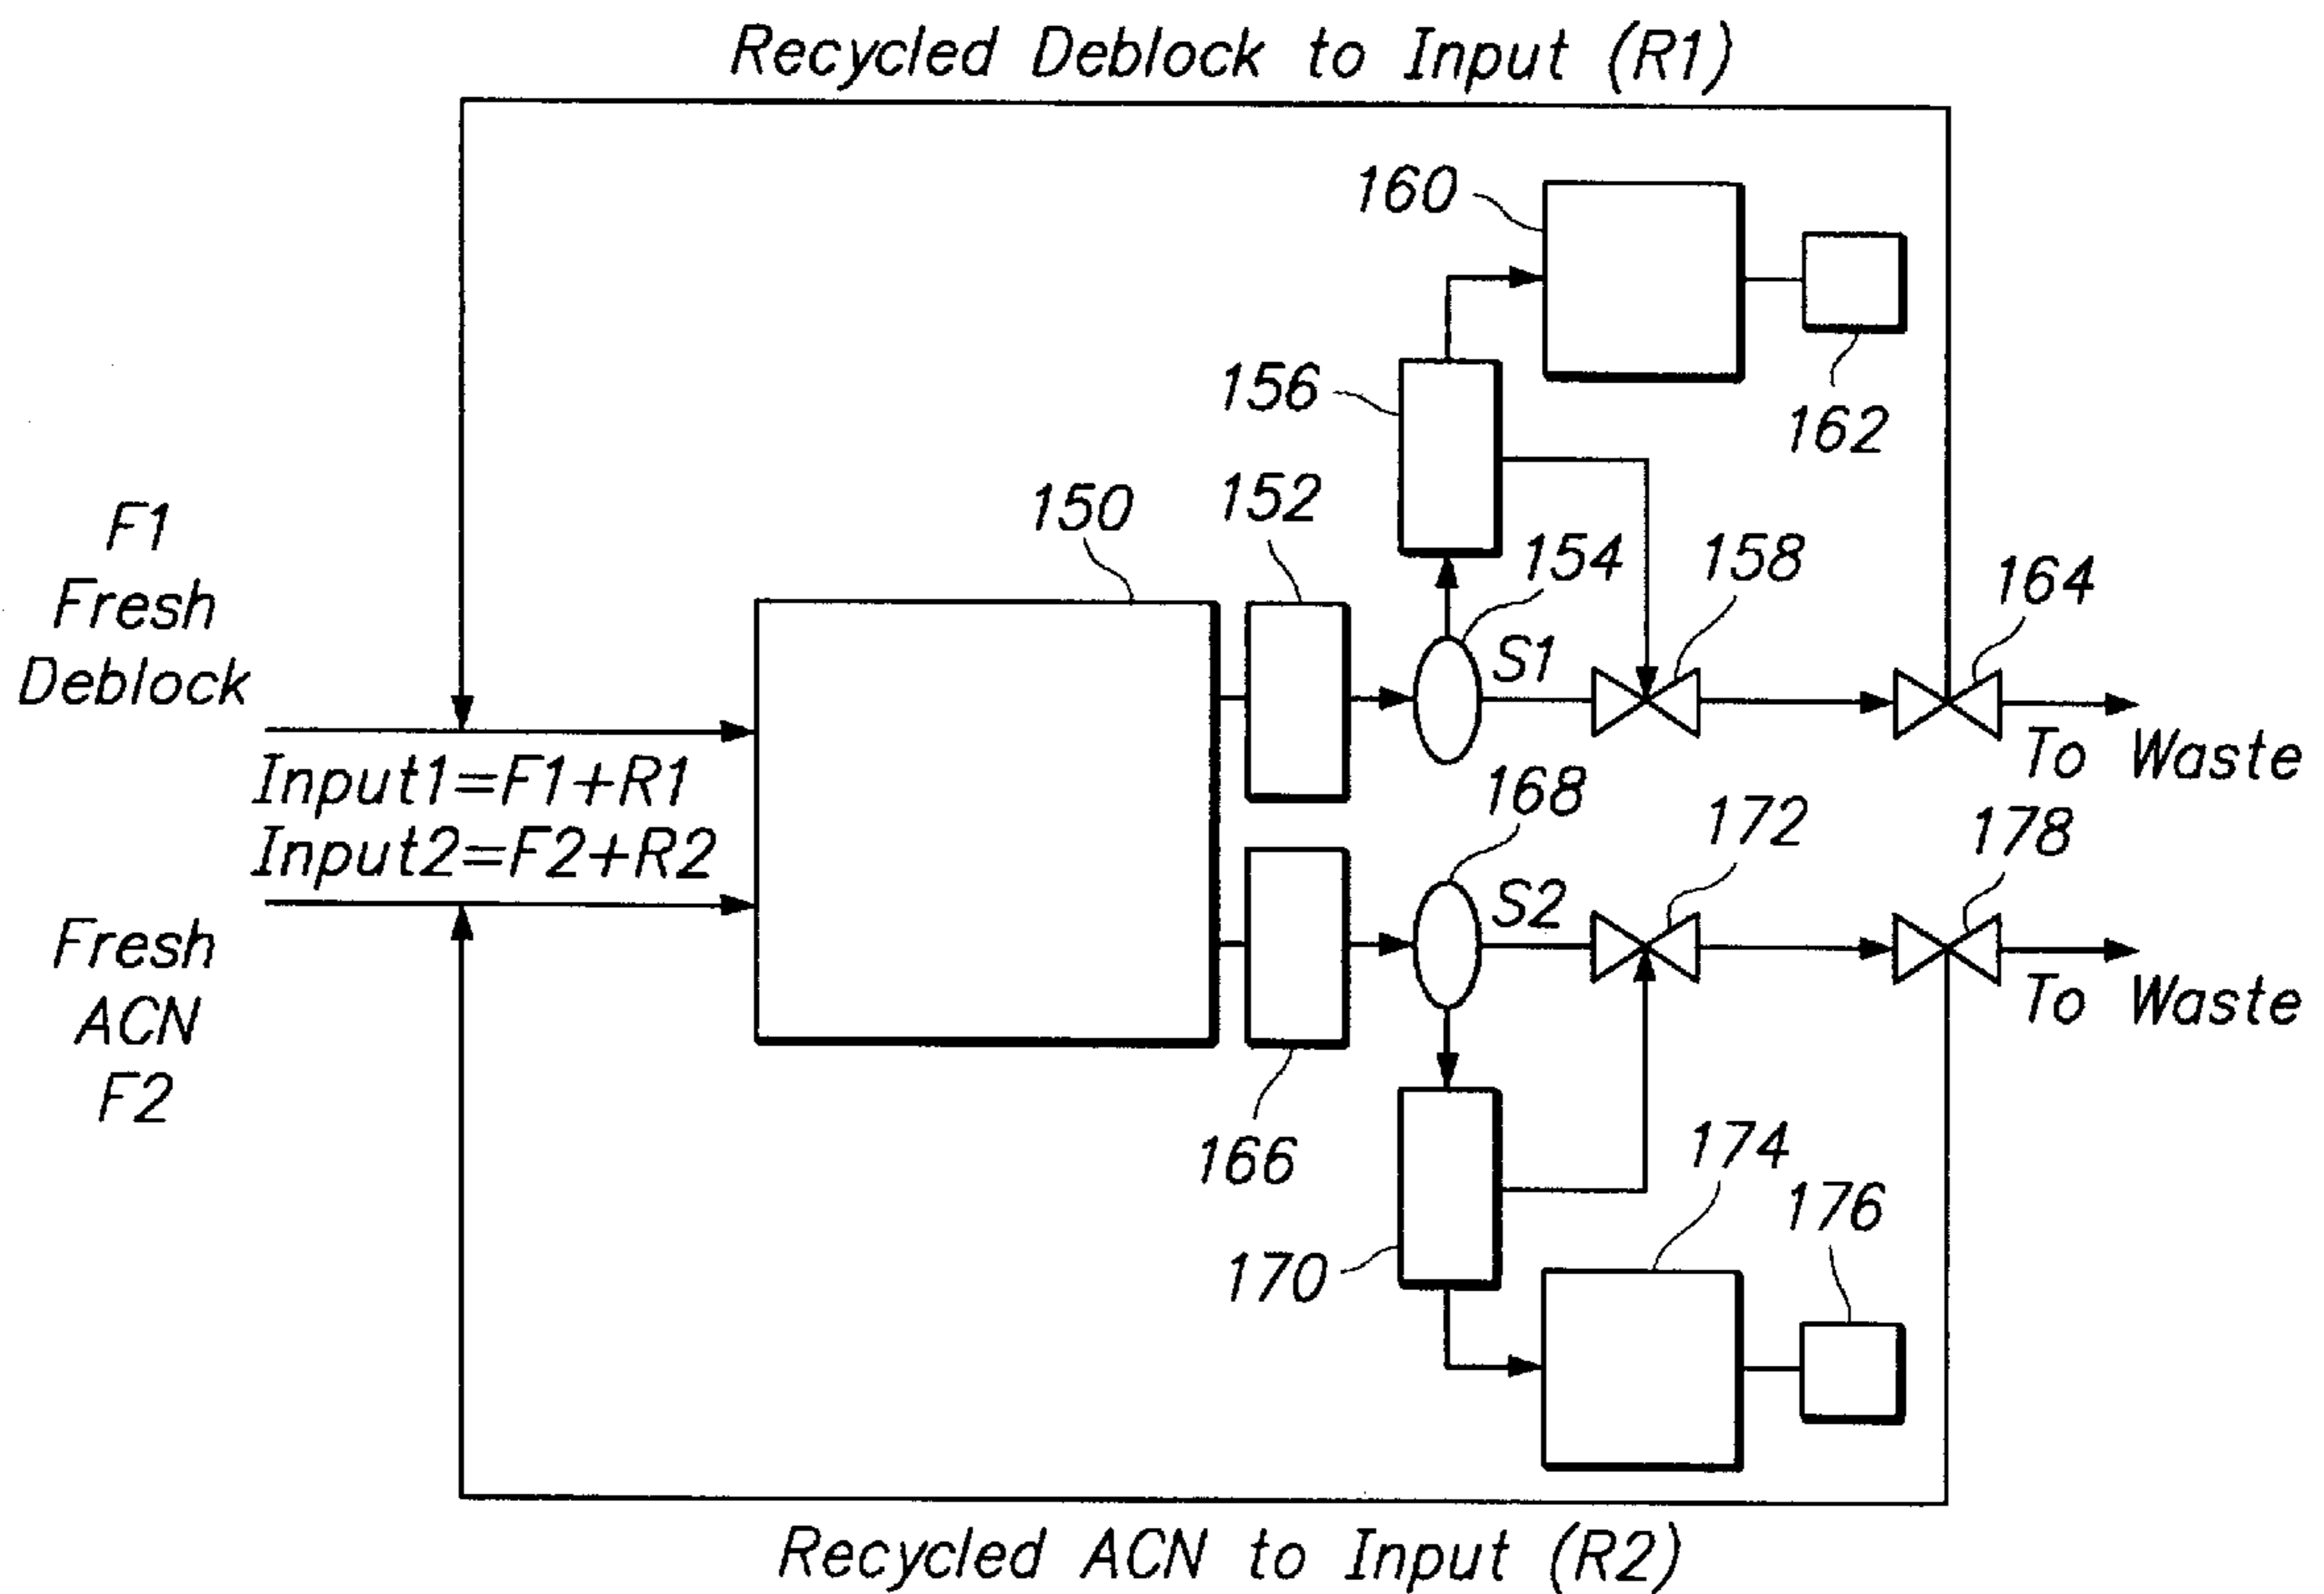 Recycled Deblock to Input (R1)
160
162
156
152
150
154
158
164
S1
F1
Fresh
Deblock
To Waste
Input1=F1+R1
Input2=F2+R2
168
172
178
S2
Fresh
ACN
F2
To Waste
166
174
176
170
Recycled ACN to Input (R2)